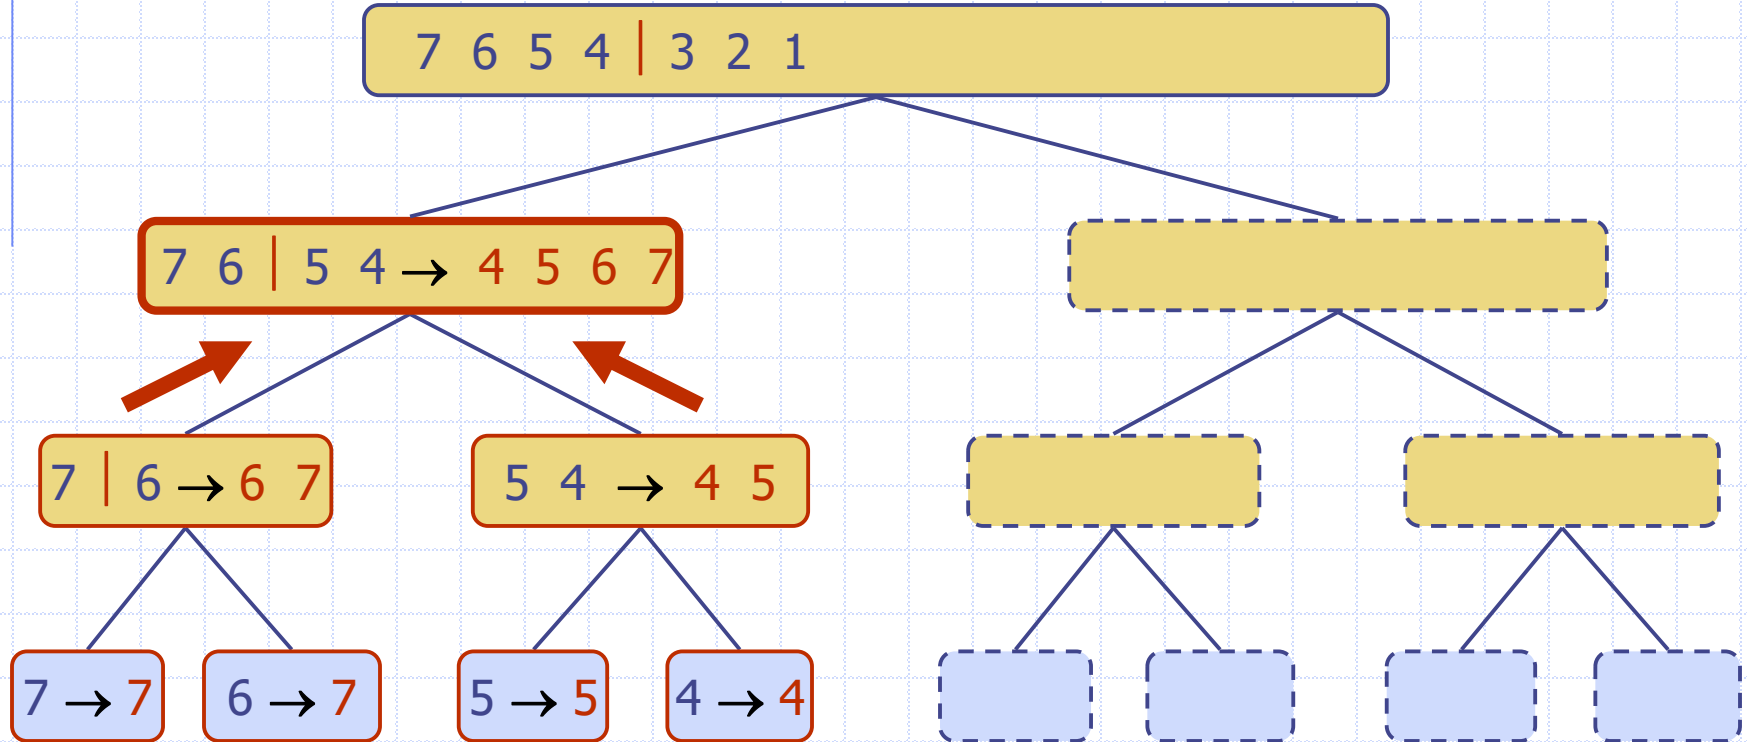 7 6 5 4 | 3 2 1
7 6 | 5 4 → 4 5 6 7
7 | 6 → 6 7
5 4 → 4 5
7 → 7
6 → 7
5 → 5
4 → 4